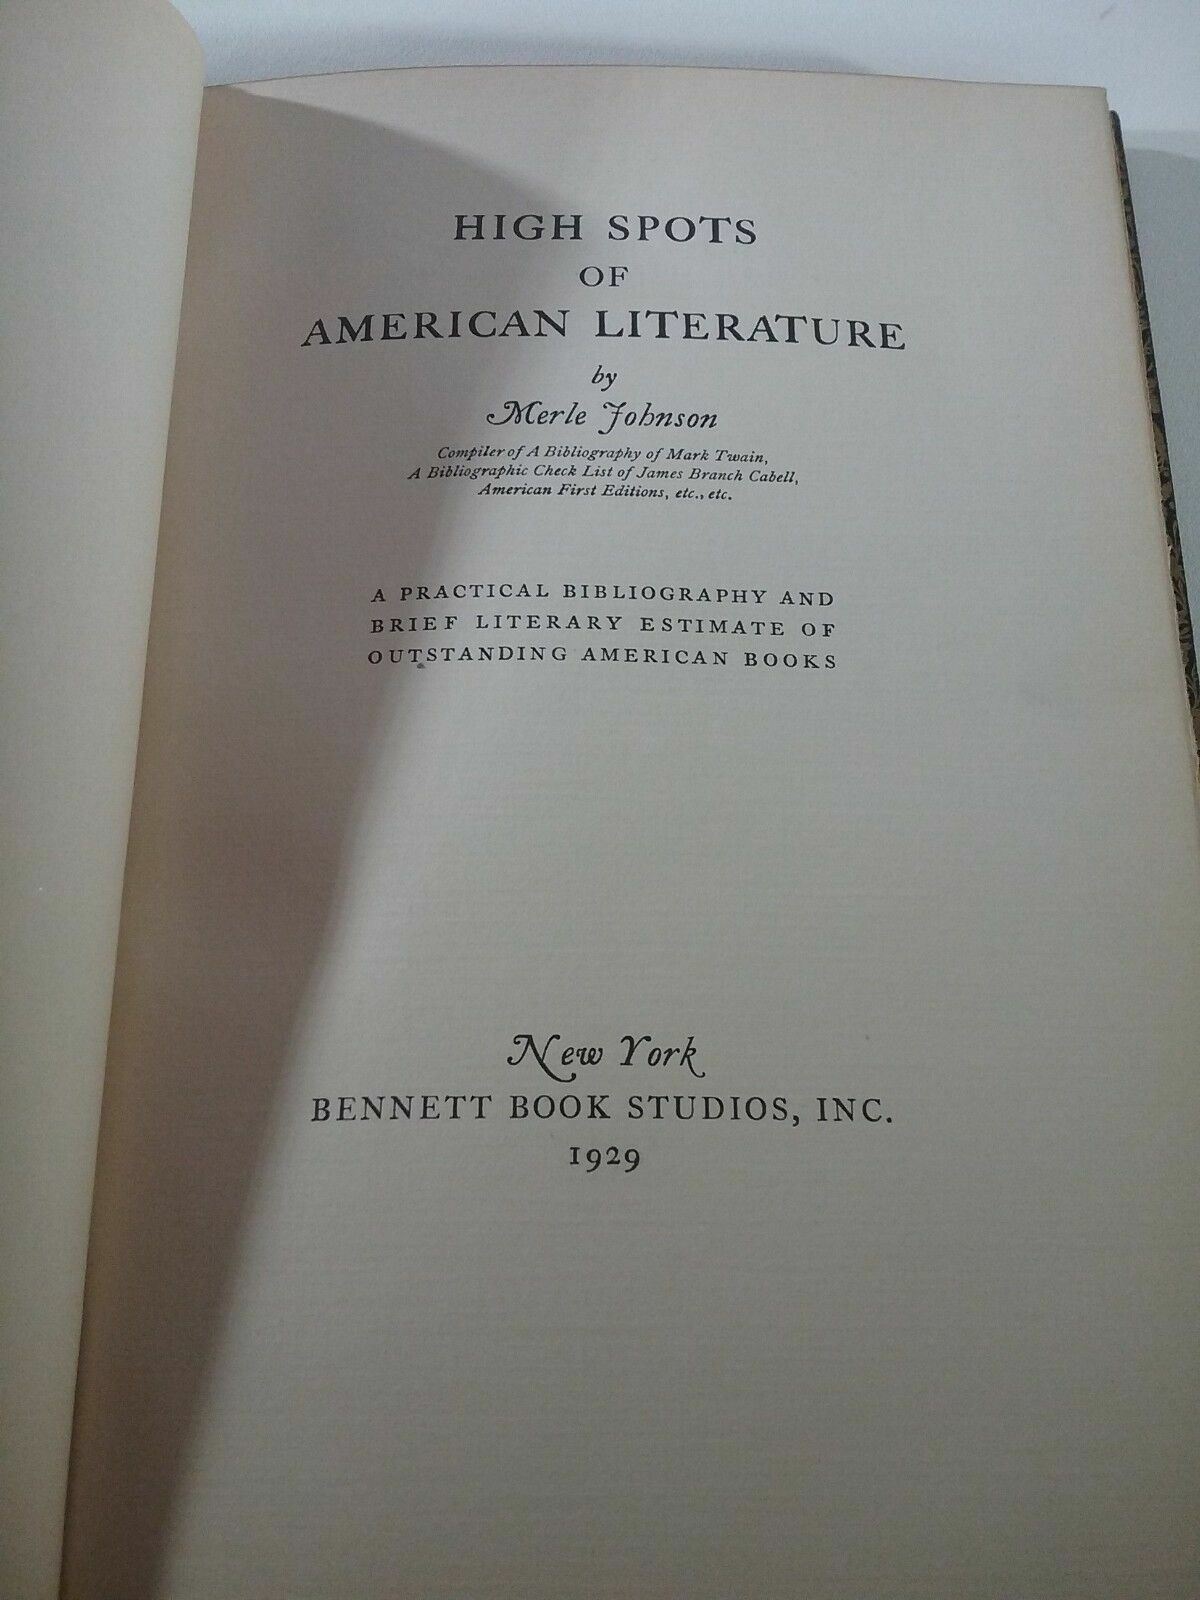 HIGH SPOTS
OF
AMERICAN LITERATURE
by
Merle Johnson
Compiler of A Bibliography of Mark Twain,
A Bibliographic Check List of James Branch Cabell,
American First Editions, etc., etc.
A PRACTICAL BIBLIOGRAPHY AND
BRIEF LITERARY ESTIMATE OF
OUTSTANDING AMERICAN BOOKS
New York
BENNETT BOOK STUDIOS, INC.
1929